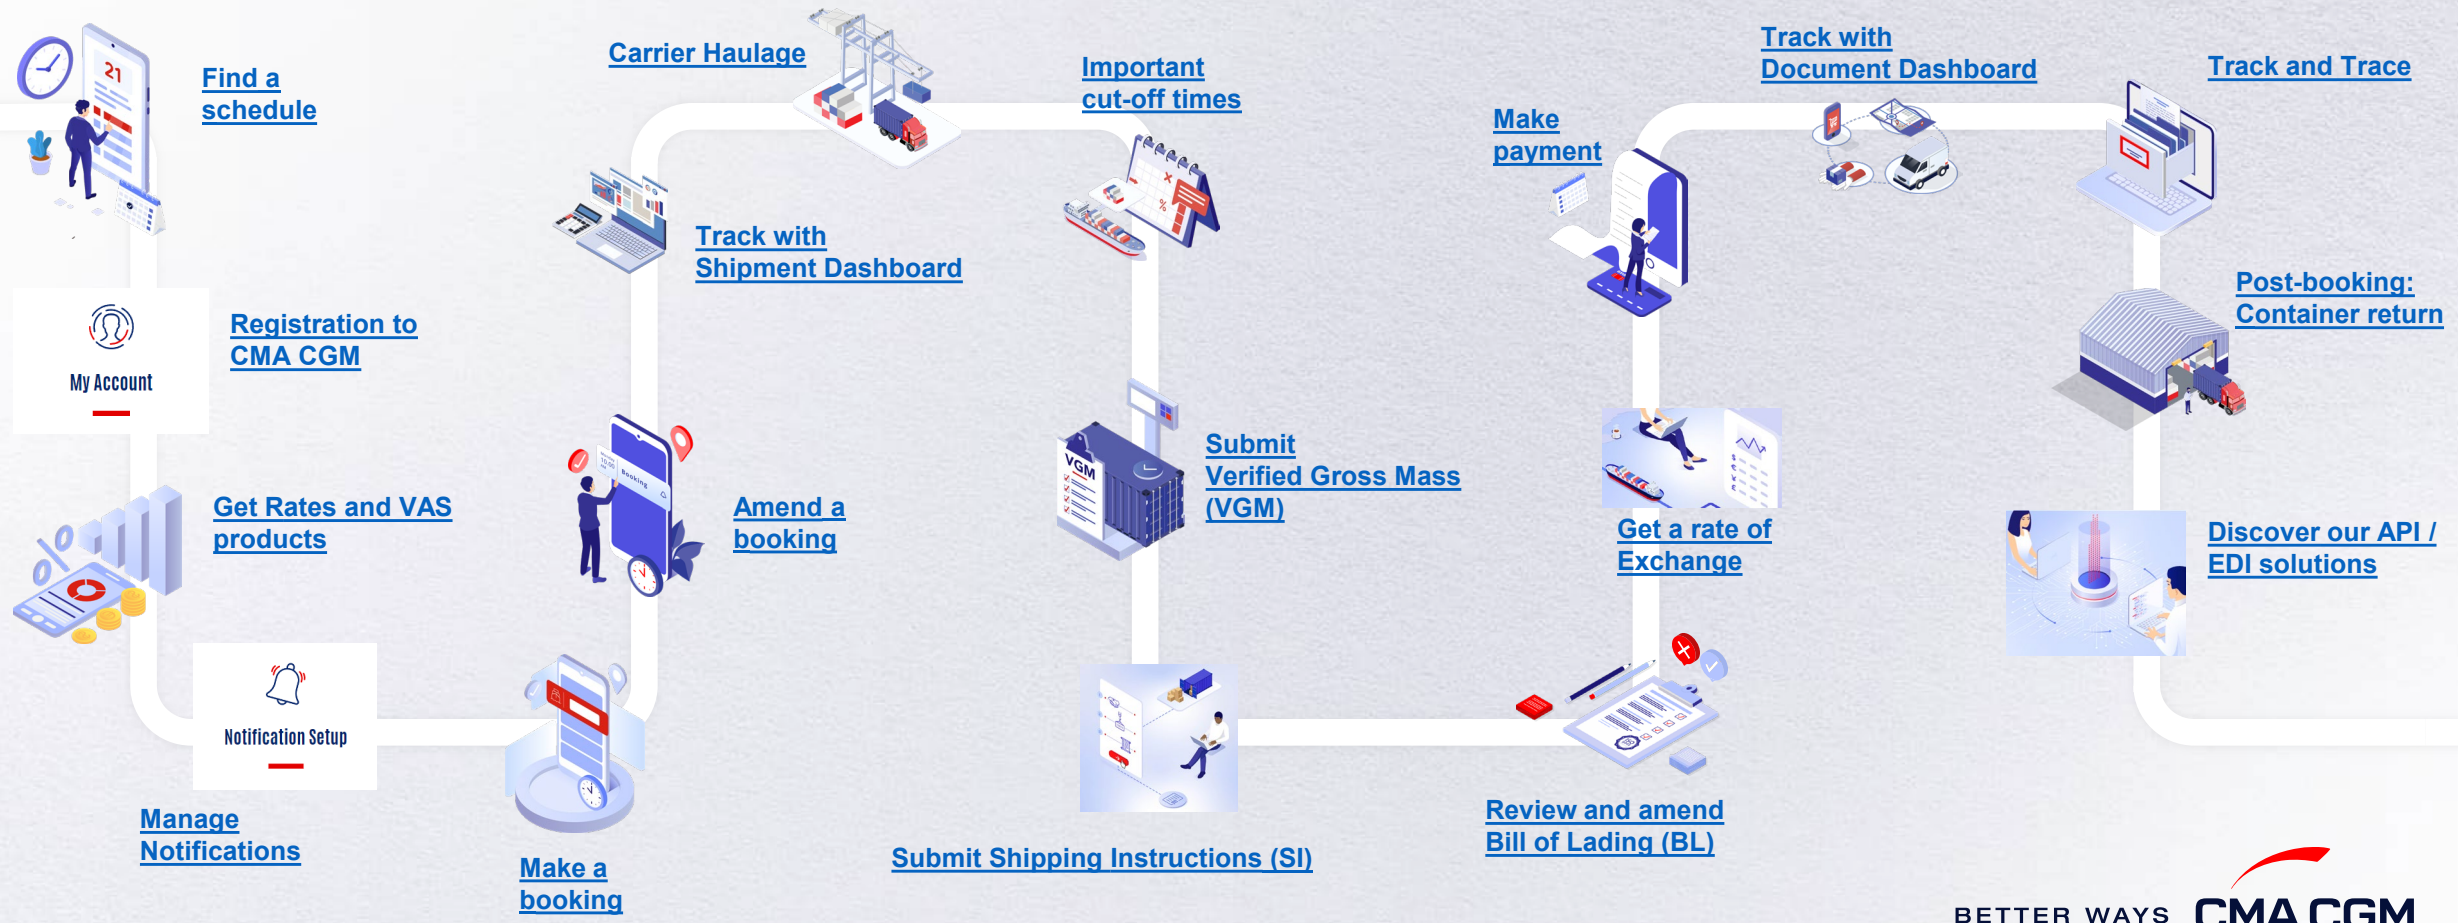 21
Find a
schedule
My Account
Registration to
CMA CGM
Get Rates and VAS
products
Notification Setup
Manage
Notifications
Make a
booking
Booking
10:00
Amend a
booking
Track with
Shipment Dashboard
Carrier Haulage
Important
cut-off times
VGM
Submit
Verified Gross Mass
(VGM)
Submit Shipping Instructions (SI)
Review and amend
Bill of Lading (BL)
Get a rate of
Exchange
Make
payment
Track with
Document Dashboard
Track and Trace
Post-booking:
Container return
Discover our API /
EDI solutions
BETTER WAYS
CMA CGM